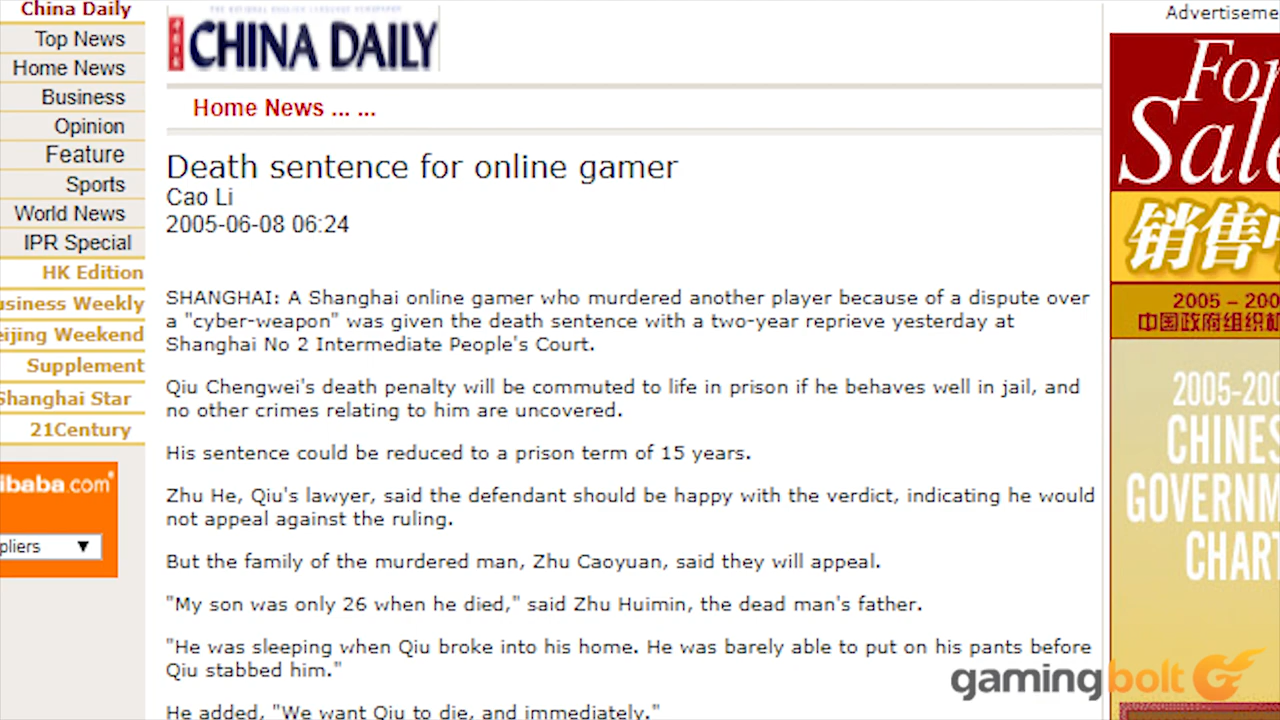 China Daily
Top News
Home News
Business
Opinion
Feature
Sports
World News
IPR Special
HK Edition
usiness Weekly
eijing Weekend
Supplement
Shanghai Star
21Century
ibaba.com
pliers
THE NATIONAL ENGLISH LANGUAGE NEWSPAPER
CHINA DAILY
Home News ... ...
Death sentence for online gamer
Cao Li
2005-06-08 06:24
SHANGHAI: A Shanghai online gamer who murdered another player because of a dispute over
a "cyber-weapon" was given the death sentence with a two-year reprieve yesterday at
Shanghai No 2 Intermediate People's Court.
Qiu Chengwei's death penalty will be commuted to life in prison if he behaves well in jail, and
no other crimes relating to him are uncovered.
His sentence could be reduced to a prison term of 15 years.
Zhu He, Qiu's lawyer, said the defendant should be happy with the verdict, indicating he would
not appeal against the ruling.
But the family of the murdered man, Zhu Caoyuan, said they will appeal.
"My son was only 26 when he died," said Zhu Huimin, the dead man's father.
"He was sleeping when Qiu broke into his home. He was barely able to put on his pants before
Qiu stabbed him."
He added, "We want Qiu to die, and immediately."
Advertiseme
For
Sale
销售中
2005 – 200
中国政府组织机
2005-200
CHINES
GOVERNM
CHART
gamingbolt